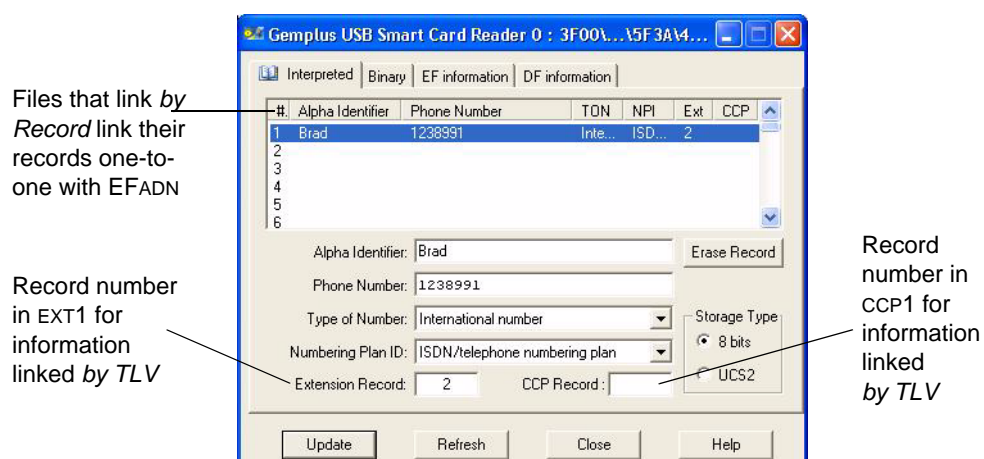 Gemplus USB Smart Card Reader 0 : 3F00\...\5F3A\4...
Interpreted Binary EF information DF information
Files that link by
Record link their
records one-to-
one with EFADN
#. Alpha Identifier Phone Number TON NPI Ext CCP
1 Brad 1238991 Inte... ISD... 2
2
3
4
5
6
Alpha Identifier: Brad Erase Record
Phone Number: 1238991
Type of Number: International number
Numbering Plan ID: ISDN/telephone numbering plan
Extension Record: 2 CCP Record :
Storage Type
8 bits
UCS2
Record number
in EXT1 for
information
linked by TLV
Record
number in
CCP1 for
information
linked
by TLV
Update Refresh Close Help